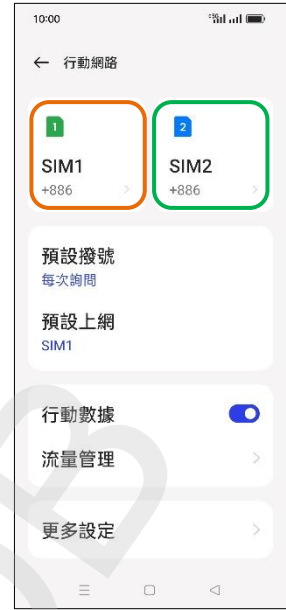 10:00
行動網路
1
2
SIM1
SIM2
+886
+886
預設撥號
每次詢問
預設上網
SIM1
行動數據
流量管理
更多設定